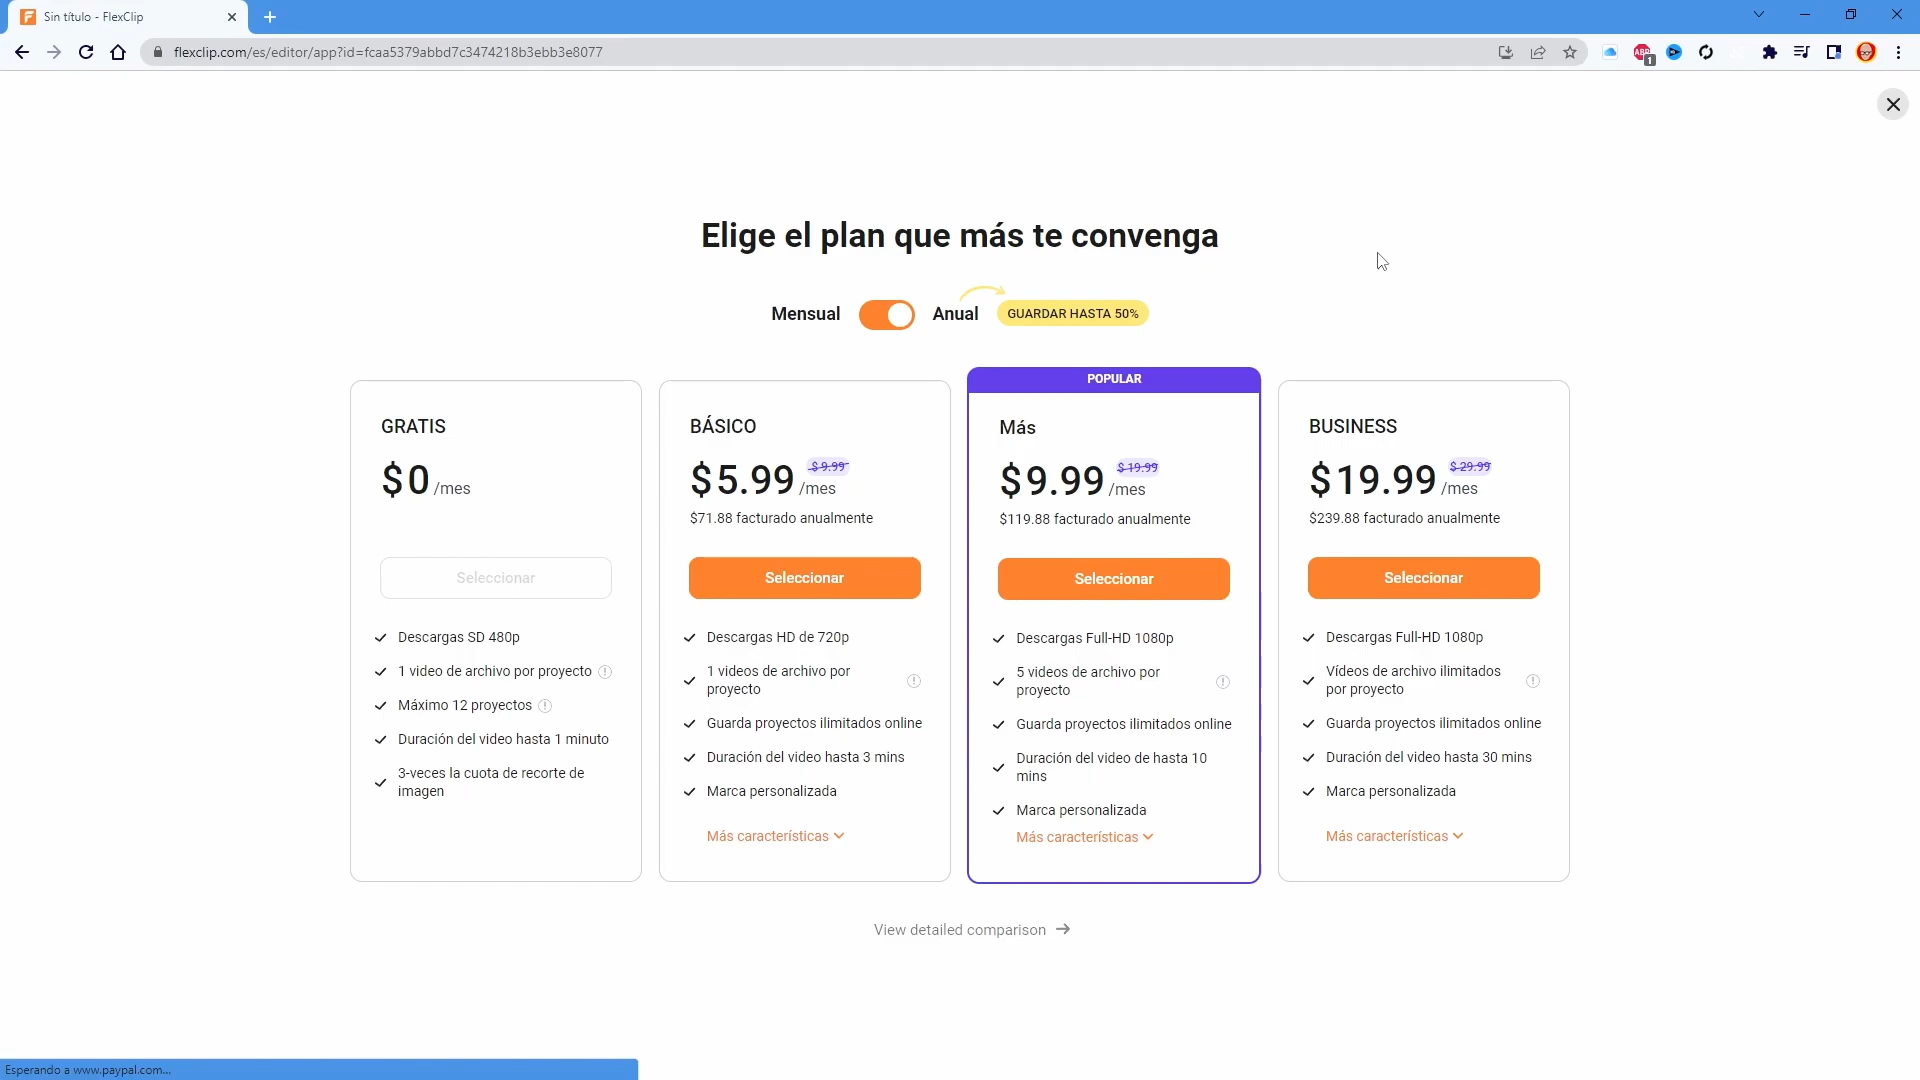 Sin título - FlexClip
flexclip.com/es/editor/app?id=fcaa5379abbd7c3474218b3ebb3e8077
ABP
1
Elige el plan que más te convenga
Mensual Anual GUARDAR HASTA 50%
GRATIS
$0 /mes
Seleccionar
Descargas SD 480p
1 video de archivo por proyecto
Máximo 12 proyectos
Duración del video hasta 1 minuto
3-veces la cuota de recorte de
imagen
BÁSICO
$5.99 /mes $ 9.99
$71.88 facturado anualmente
Seleccionar
Descargas HD de 720p
1 videos de archivo por
proyecto
Guarda proyectos ilimitados online
Duración del video hasta 3 mins
Marca personalizada
Más características
POPULAR
Más
$9.99 /mes $ 19.99
$119.88 facturado anualmente
Seleccionar
Descargas Full-HD 1080p
5 videos de archivo por
proyecto
Guarda proyectos ilimitados online
Duración del video de hasta 10
mins
Marca personalizada
Más características
BUSINESS
$19.99 /mes $ 29.99
$239.88 facturado anualmente
Seleccionar
Descargas Full-HD 1080p
Vídeos de archivo ilimitados
por proyecto
Guarda proyectos ilimitados online
Duración del video hasta 30 mins
Marca personalizada
Más características
View detailed comparison
Esperando a www.paypal.com...